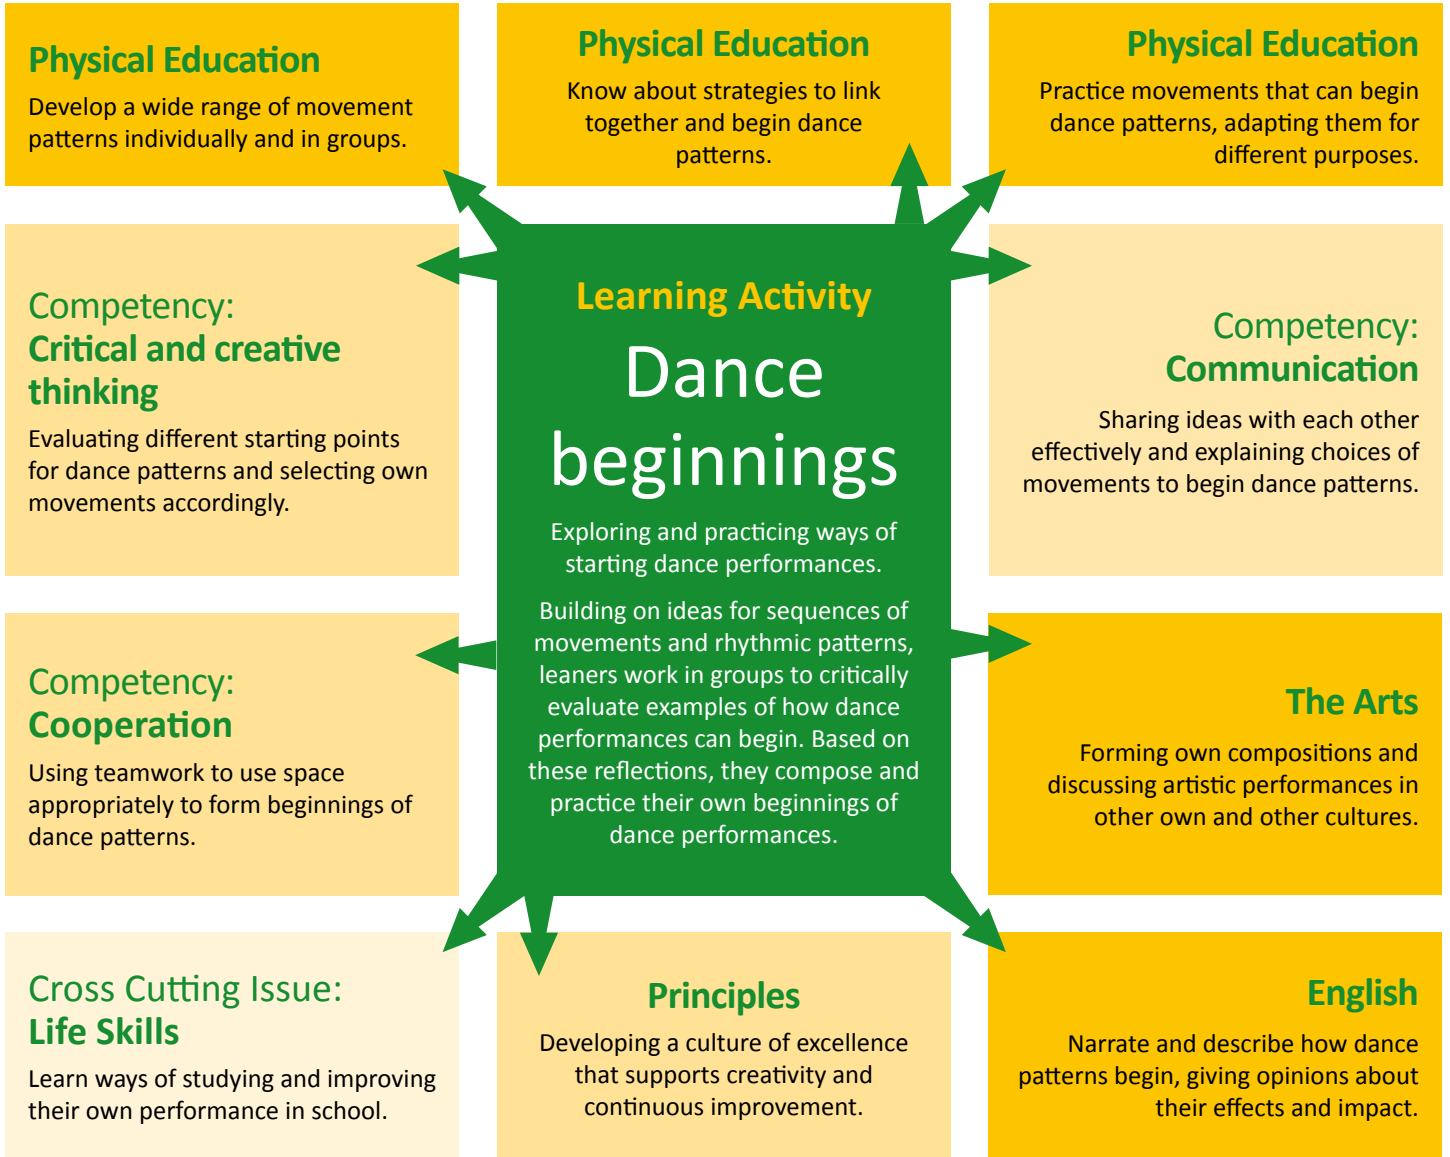 Physical Education
Develop a wide range of movement
patterns individually and in groups.
Physical Education
Know about strategies to link
together and begin dance
patterns.
Physical Education
Practice movements that can begin
dance patterns, adapting them for
different purposes.
Competency:
Critical and creative
thinking
Evaluating different starting points
for dance patterns and selecting own
movements accordingly.
Learning Activity
Dance
beginnings
Exploring and practicing ways of
starting dance performances.
Building on ideas for sequences of
movements and rhythmic patterns,
leaners work in groups to critically
evaluate examples of how dance
performances can begin. Based on
these reflections, they compose and
practice their own beginnings of
dance performances.
Competency:
Communication
Sharing ideas with each other
effectively and explaining choices of
movements to begin dance patterns.
Competency:
Cooperation
Using teamwork to use space
appropriately to form beginnings of
dance patterns.
The Arts
Forming own compositions and
discussing artistic performances in
other own and other cultures.
Cross Cutting Issue:
Life Skills
Learn ways of studying and improving
their own performance in school.
Principles
Developing a culture of excellence
that supports creativity and
continuous improvement.
English
Narrate and describe how dance
patterns begin, giving opinions about
their effects and impact.